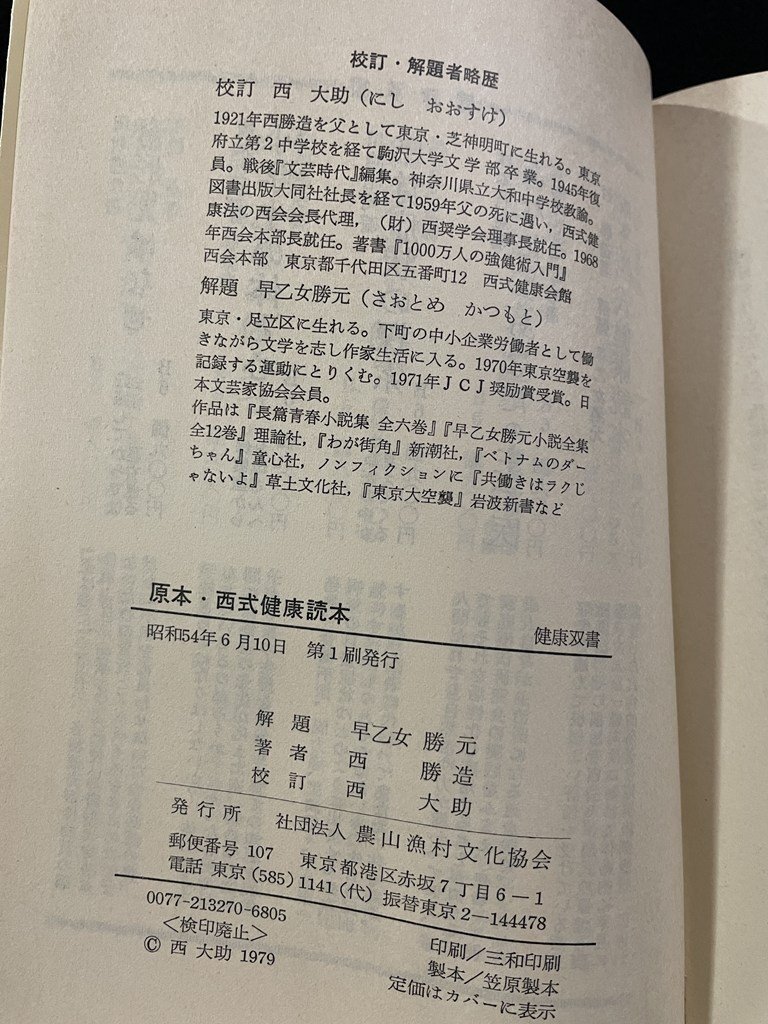 校訂・解題者略歴
校訂　西　大助（にし　おおすけ）
1921年西勝造を父として東京・芝神明町に生れる。東京
府立第2中学校を経て駒沢大学文学部卒業。1945年復
員。戦後『文芸時代』編集。神奈川県立大和中学校教諭。
図書出版大同社社長を経て1959年父の死に遇い，西式健
康法の西会会長代理，（財）西奨学会理事長就任。1968
年西会本部長就任。著書『1000万人の強健術入門』
西会本部　東京都千代田区五番町12　西式健康会館
解題　早乙女勝元（さおとめ　かつもと）
東京・足立区に生れる。下町の中小企業労働者として働
きながら文学を志し作家生活に入る。1970年東京空襲を
記録する運動にとりくむ。1971年ＪＣＪ奨励賞受賞。日
本文芸家協会会員。
作品は『長篇青春小説集 全六巻』『早乙女勝元小説全集
全12巻』理論社，『わが街角』新潮社，『ベトナムのダー
ちゃん』童心社，ノンフィクションに『共働きはラクじ
ゃないよ』草土文化社，『東京大空襲』岩波新書など
原本・西式健康読本
健康双書
昭和54年6月10日　第1刷発行
解題　早乙女勝元
著者　西　勝造
校訂　西　大助
発行所　社団法人 農山漁村文化協会
郵便番号 107　東京都港区赤坂7丁目6－1
電話 東京（585）1141（代）振替東京2－144478
0077-213270-6805
＜検印廃止＞
© 西 大助 1979
印刷／三和印刷
製本／笠原製本
定価はカバーに表示